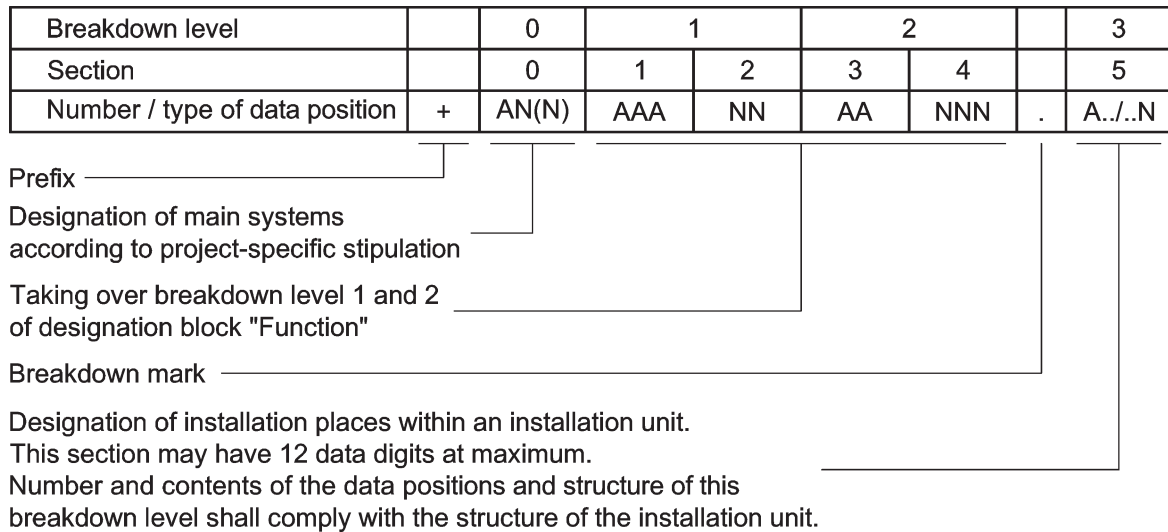 Breakdown level 0 1 2 3
Section 0 1 2 3 4 5
Number / type of data position + AN(N) AAA NN AA NNN . A../..N
Prefix
Designation of main systems
according to project-specific stipulation
Taking over breakdown level 1 and 2
of designation block "Function"
Breakdown mark
Designation of installation places within an installation unit.
This section may have 12 data digits at maximum.
Number and contents of the data positions and structure of this
breakdown level shall comply with the structure of the installation unit.